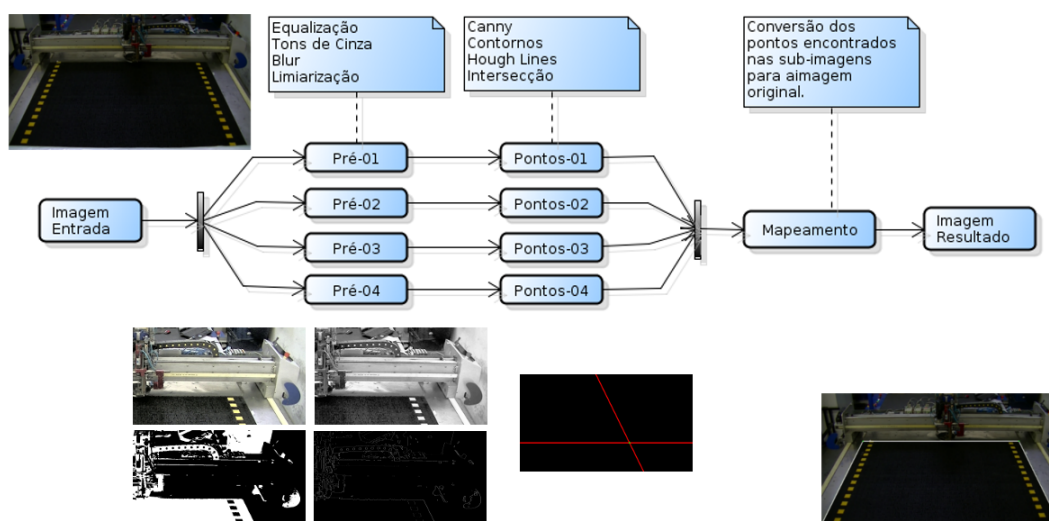 Equalização
Tons de Cinza
Blur
Limiarização
Canny
Contornos
Hough Lines
Intersecção
Conversão dos
pontos encontrados
nas sub-imagens
para aimagem
original.
Imagem
Entrada
Pré-01
Pontos-01
Pré-02
Pontos-02
Pré-03
Pontos-03
Pré-04
Pontos-04
Mapeamento
Imagem
Resultado